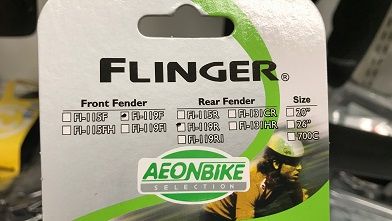 FLINGER®
Front Fender Rear Fender Size
FI-115F FI-119F FI-115R FI-131CR 20"
FI-115FH FI-119FI FI-119R FI-131HR 26"
FI-119RI 700C
AEONBIKE
SELECTION